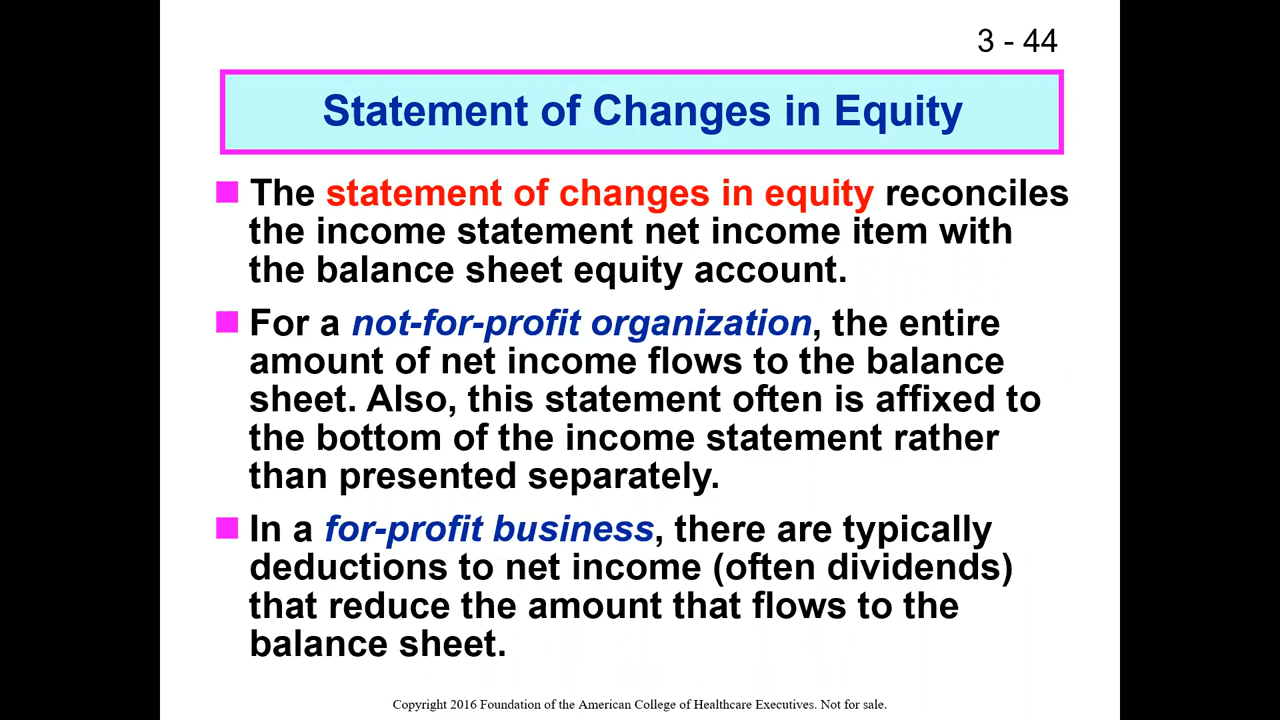 3 - 44
Statement of Changes in Equity
The statement of changes in equity reconciles
the income statement net income item with
the balance sheet equity account.
For a not-for-profit organization, the entire
amount of net income flows to the balance
sheet. Also, this statement often is affixed to
the bottom of the income statement rather
than presented separately.
In a for-profit business, there are typically
deductions to net income (often dividends)
that reduce the amount that flows to the
balance sheet.
Copyright 2016 Foundation of the American College of Healthcare Executives. Not for sale.